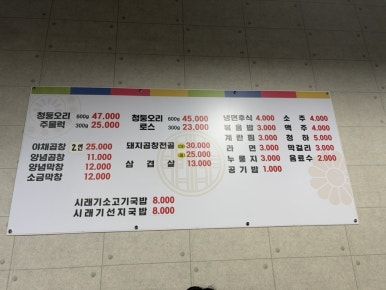 청둥오리 600g 47.000
주물럭 300g 25.000
야채곱창 2인 25.000
양념곱창 11.000
양념막창 12.000
소금막창 12.000
청둥오리 600g 45.000
로스 300g 23.000
돼지곱창전골 30.000
25.000
삼겹살 13.000
시래기소고기국밥 8.000
시래기선지국밥 8.000
냉면후식 4.000
볶음밥 3.000
계란찜 3.000
라면 3.000
누룽지 3.000
공기밥 1.000
소주 4.000
맥주 4.000
청하 5.000
막걸리 3.000
음료수 2.000